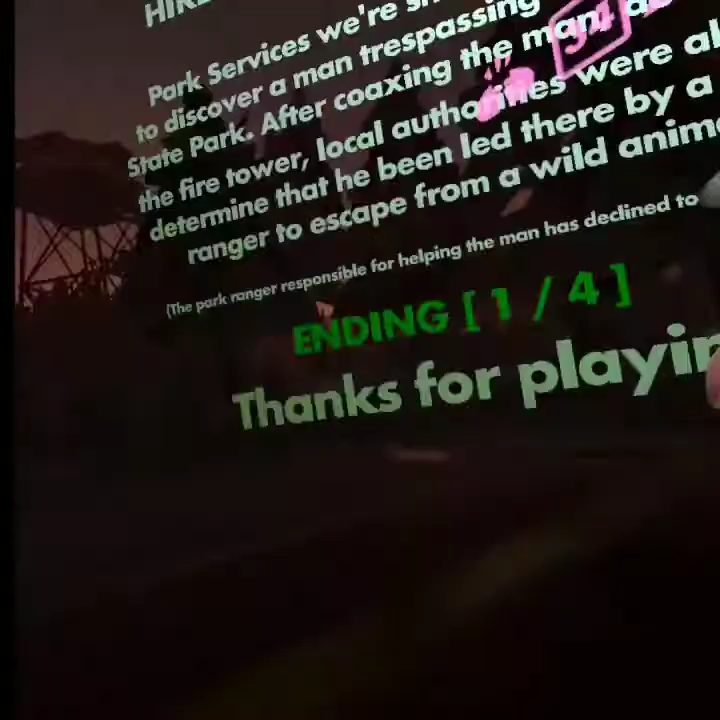 Park Services we're
to discover a man trespassing
State Park. After coaxing the man
the fire tower, local authorities were
determine that he been led there by a
ranger to escape from a wild
(The park ranger responsible for helping the man has declined to
ENDING [ 1 / 4 ]
Thanks for